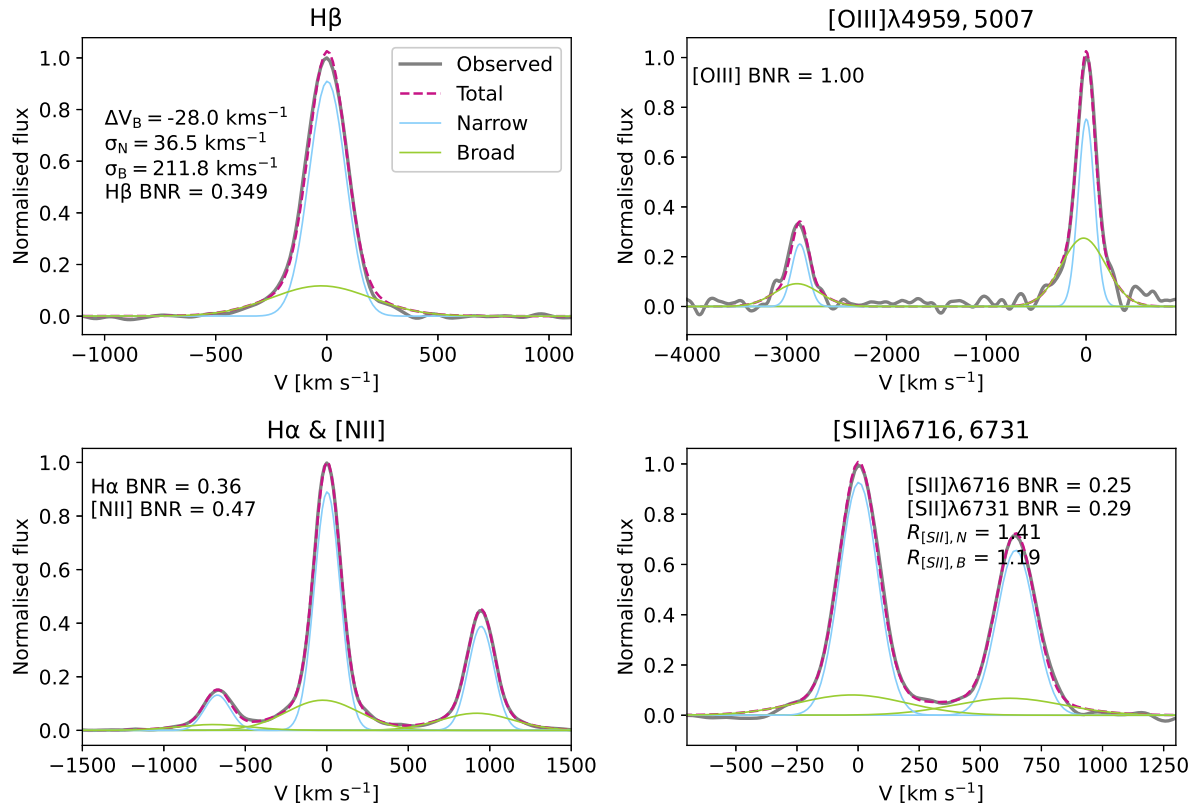 Hβ
Normalised flux
1.0
0.8
0.6
0.4
0.2
0.0
ΔV_B = -28.0 kms⁻¹
σ_N = 36.5 kms⁻¹
σ_B = 211.8 kms⁻¹
Hβ BNR = 0.349
Observed
Total
Narrow
Broad
−1000 −500 0 500 1000
V [km s⁻¹]
[OIII]λ4959, 5007
Normalised flux
1.0
0.8
0.6
0.4
0.2
0.0
[OIII] BNR = 1.00
−4000 −3000 −2000 −1000 0
V [km s⁻¹]
Hα & [NII]
Normalised flux
1.0
0.8
0.6
0.4
0.2
0.0
Hα BNR = 0.36
[NII] BNR = 0.47
−1500 −1000 −500 0 500 1000 1500
V [km s⁻¹]
[SII]λ6716, 6731
Normalised flux
1.0
0.8
0.6
0.4
0.2
0.0
[SII]λ6716 BNR = 0.25
[SII]λ6731 BNR = 0.29
R_[SII], N = 1.41
R_[SII], B = 1.19
−500 −250 0 250 500 750 1000 1250
V [km s⁻¹]